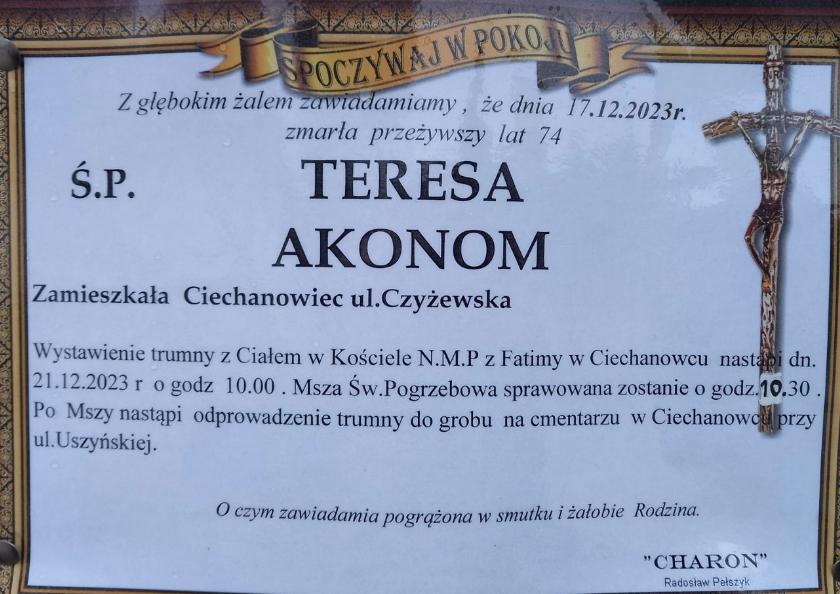 SPOCZYWAJ W POKOJU
Z głębokim żalem zawiadamiamy , że dnia 17.12.2023r.
zmarła przeżywszy lat 74
Ś.P. TERESA
AKONOM
Zamieszkała Ciechanowiec ul.Czyżewska
Wystawienie trumny z Ciałem w Kościele N.M.P z Fatimy w Ciechanowcu nastąpi dn.
21.12.2023 r o godz 10.00 . Msza Św.Pogrzebowa sprawowana zostanie o godz.10.30 .
Po Mszy nastąpi odprowadzenie trumny do grobu na cmentarzu w Ciechanowcu przy
ul.Uszyńskiej.
O czym zawiadamia pogrążona w smutku i żałobie Rodzina.
"CHARON"
Radosław Pełszyk